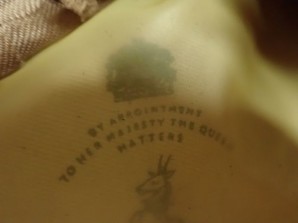 BY APPOINTMENT
TO HER MAJESTY THE QUEEN
HATTERS